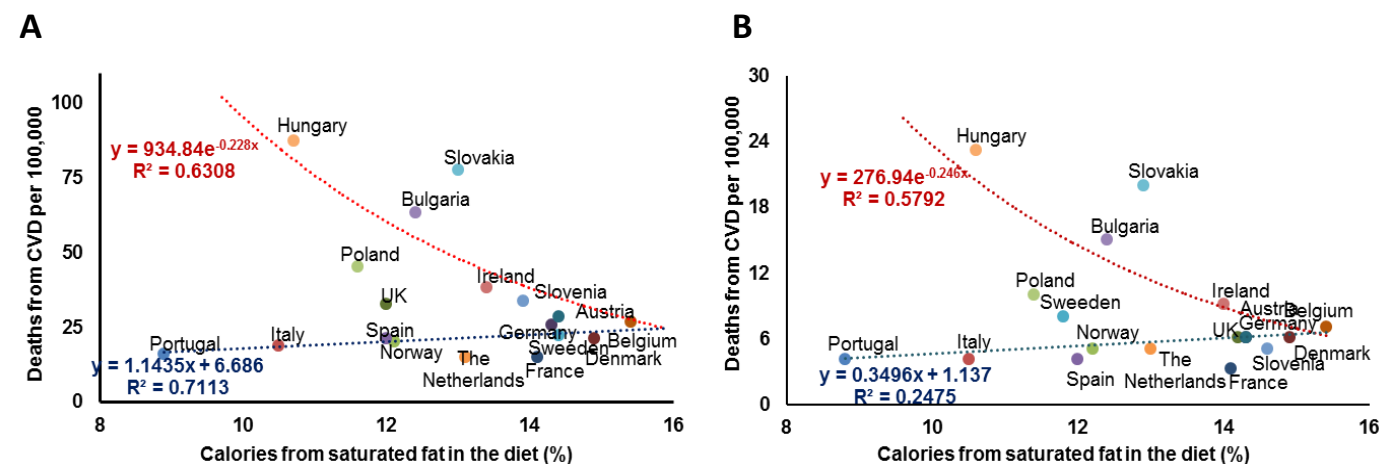 A
Deaths from CVD per 100,000
100
75
50
25
0
8
10
12
14
16
Calories from saturated fat in the diet (%)
y = 934.84e-0.228x
R² = 0.6308
y = 1.1435x + 6.686
R² = 0.7113
Hungary
Slovakia
Bulgaria
Poland
Ireland
UK
Slovenia
Austria
Italy
Spain
Germany
Belgium
Portugal
Norway
The
Netherlands
Sweeden
Denmark
France
B
Deaths from CVD per 100,000
30
24
18
12
6
0
8
10
12
14
16
Calories from saturated fat in the diet (%)
y = 276.94e-0.246x
R² = 0.5792
y = 0.3496x + 1.137
R² = 0.2475
Hungary
Slovakia
Bulgaria
Poland
Sweeden
Ireland
Austria
Belgium
UK
Germany
Portugal
Italy
Norway
The
Netherlands
Spain
Denmark
Slovenia
France